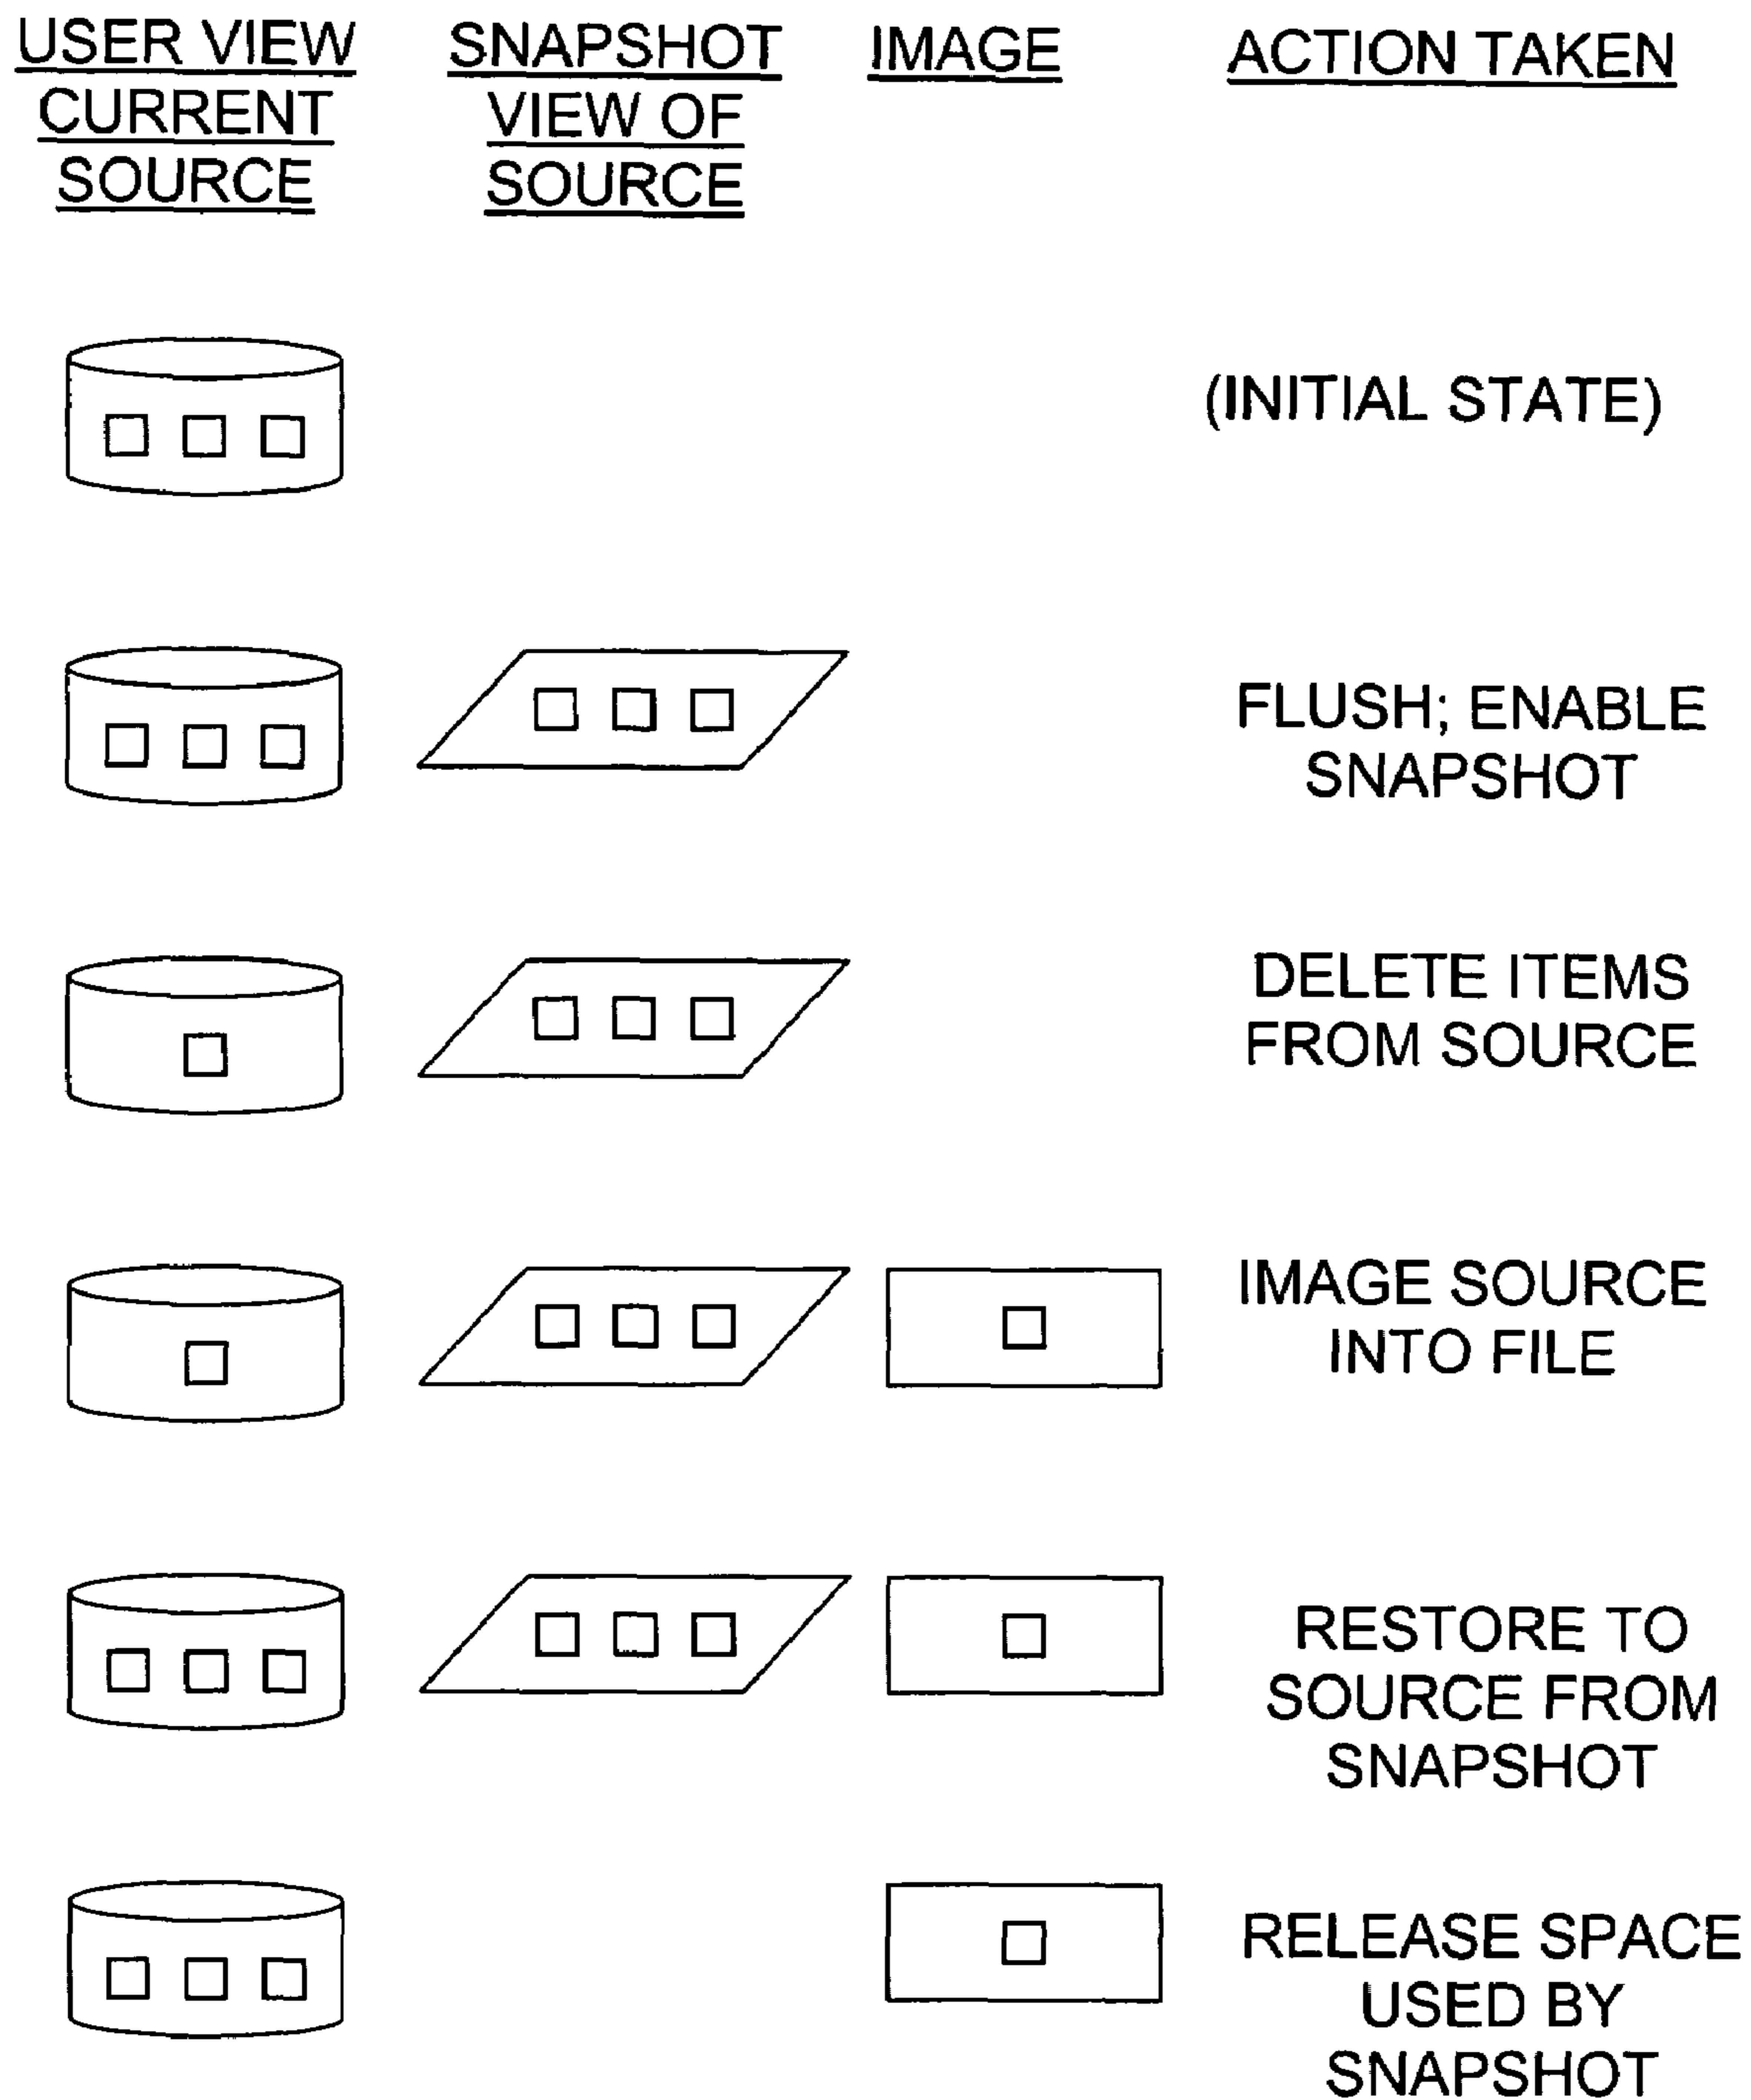 USER VIEW
CURRENT
SOURCE
SNAPSHOT
VIEW OF
SOURCE
IMAGE
ACTION TAKEN
(INITIAL STATE)
FLUSH; ENABLE
SNAPSHOT
DELETE ITEMS
FROM SOURCE
IMAGE SOURCE
INTO FILE
RESTORE TO
SOURCE FROM
SNAPSHOT
RELEASE SPACE
USED BY
SNAPSHOT